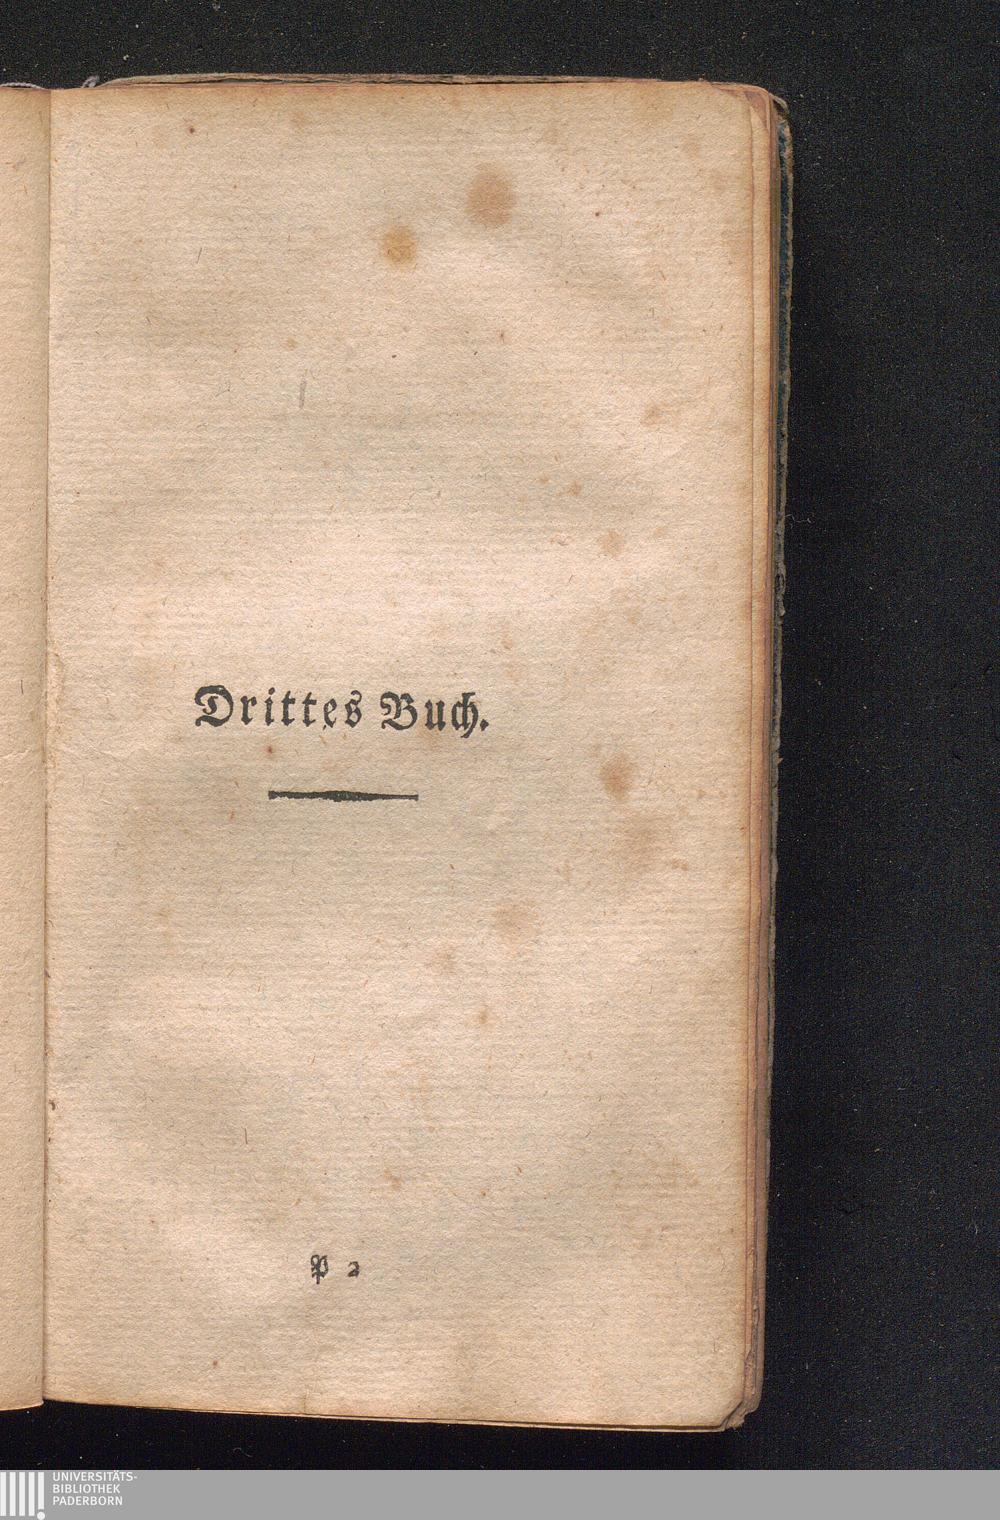 Drittes Buch.
P 2
UNIVERSITÄTS-
BIBLIOTHEK
PADERBORN